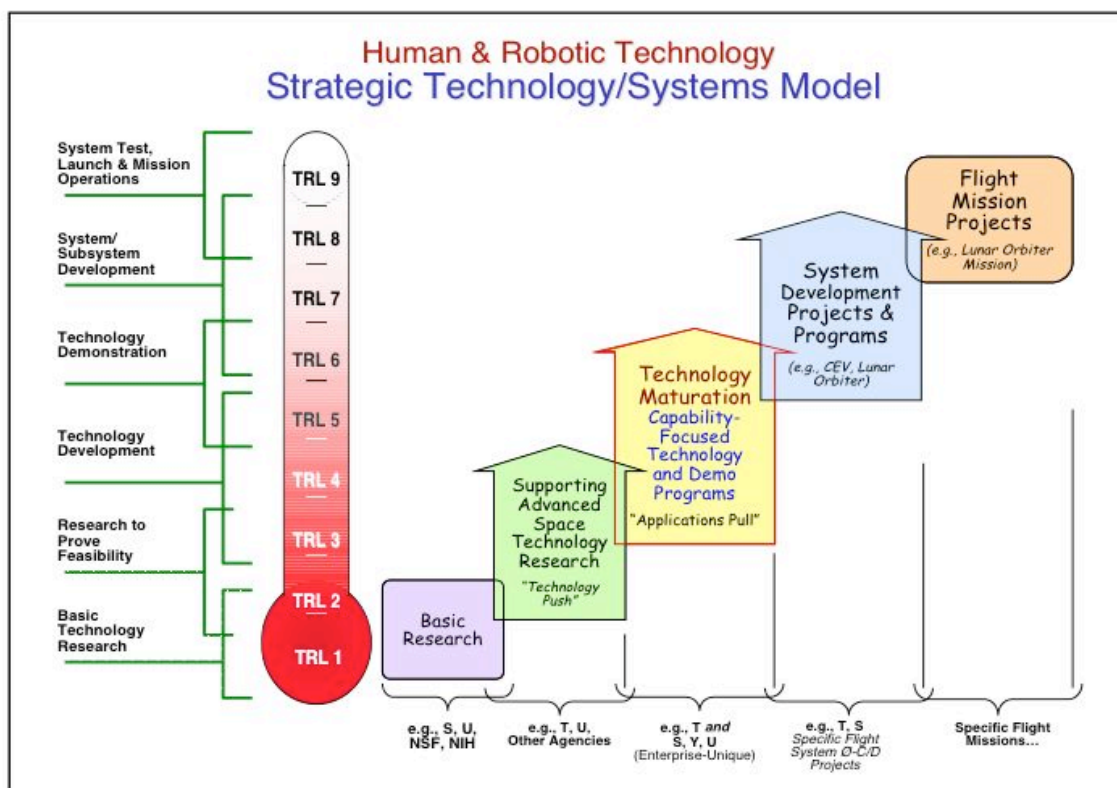 Human & Robotic Technology
Strategic Technology/Systems Model
System Test,
Launch & Mission
Operations
System/
Subsystem
Development
Technology
Demonstration
Technology
Development
Research to
Prove
Feasibility
Basic
Technology
Research
TRL 9
TRL 8
TRL 7
TRL 6
TRL 5
TRL 4
TRL 3
TRL 2
TRL 1
Basic
Research
Supporting
Advanced
Space
Technology
Research
"Technology
Push"
Technology
Maturation
Capability-
Focused
Technology
and Demo
Programs
"Applications Pull"
System
Development
Projects &
Programs
(e.g., CEV, Lunar
Orbiter)
Flight
Mission
Projects
(e.g., Lunar Orbiter
Mission)
e.g., S, U,
NSF, NIH
e.g., T, U,
Other Agencies
e.g., T and
S, Y, U
(Enterprise-Unique)
e.g., T, S
Specific Flight
System Ø-C/D
Projects
Specific Flight
Missions...